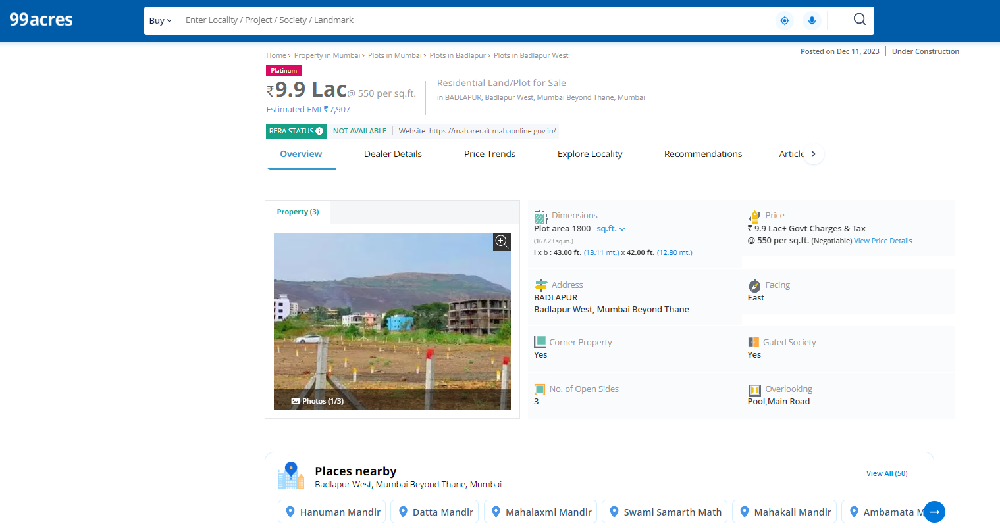 99acres
Buy
Enter Locality / Project / Society / Landmark
Home › Property in Mumbai › Plots in Mumbai › Plots in Badlapur › Plots in Badlapur West
Posted on Dec 11, 2023 | Under Construction
Platinum
₹9.9 Lac@ 550 per sq.ft.
Estimated EMI ₹7,907
Residential Land/Plot for Sale
in BADLAPUR, Badlapur West, Mumbai Beyond Thane, Mumbai
RERA STATUS NOT AVAILABLE Website: https://maharerait.mahaonline.gov.in/
Overview Dealer Details Price Trends Explore Locality Recommendations Article
Property (3)
Photos (1/3)
Dimensions
Plot area 1800 sq.ft.
(167.23 sq.m.)
l x b : 43.00 ft. (13.11 mt.) x 42.00 ft. (12.80 mt.)
Price
₹ 9.9 Lac+ Govt Charges & Tax
@ 550 per sq.ft. (Negotiable) View Price Details
Address
BADLAPUR
Badlapur West, Mumbai Beyond Thane
Facing
East
Corner Property
Yes
Gated Society
Yes
No. of Open Sides
3
Overlooking
Pool,Main Road
Places nearby
Badlapur West, Mumbai Beyond Thane, Mumbai
View All (50)
Hanuman Mandir Datta Mandir Mahalaxmi Mandir Swami Samarth Math Mahakali Mandir Ambamata M